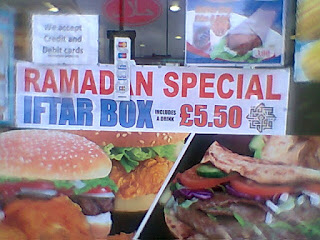 We accept
Credit and
Debit cards
RAMADAN SPECIAL
IFTAR BOX INCLUDES A DRINK £5.50